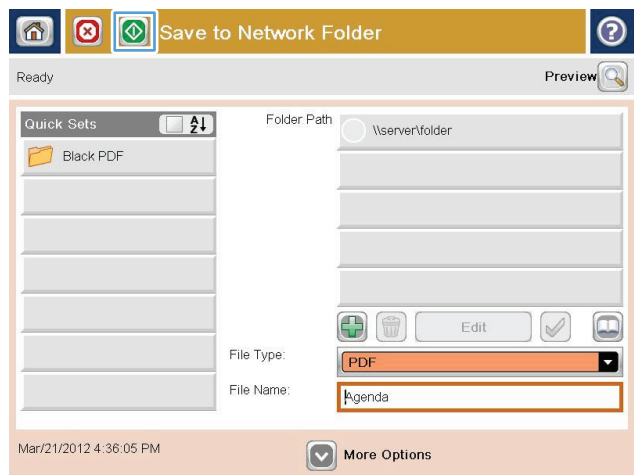 Save to Network Folder
Ready
Preview
Quick Sets
AZ
Folder Path
\\server\folder
Black PDF
Edit
File Type:
PDF
File Name:
Agenda
Mar/21/2012 4:36:05 PM
More Options